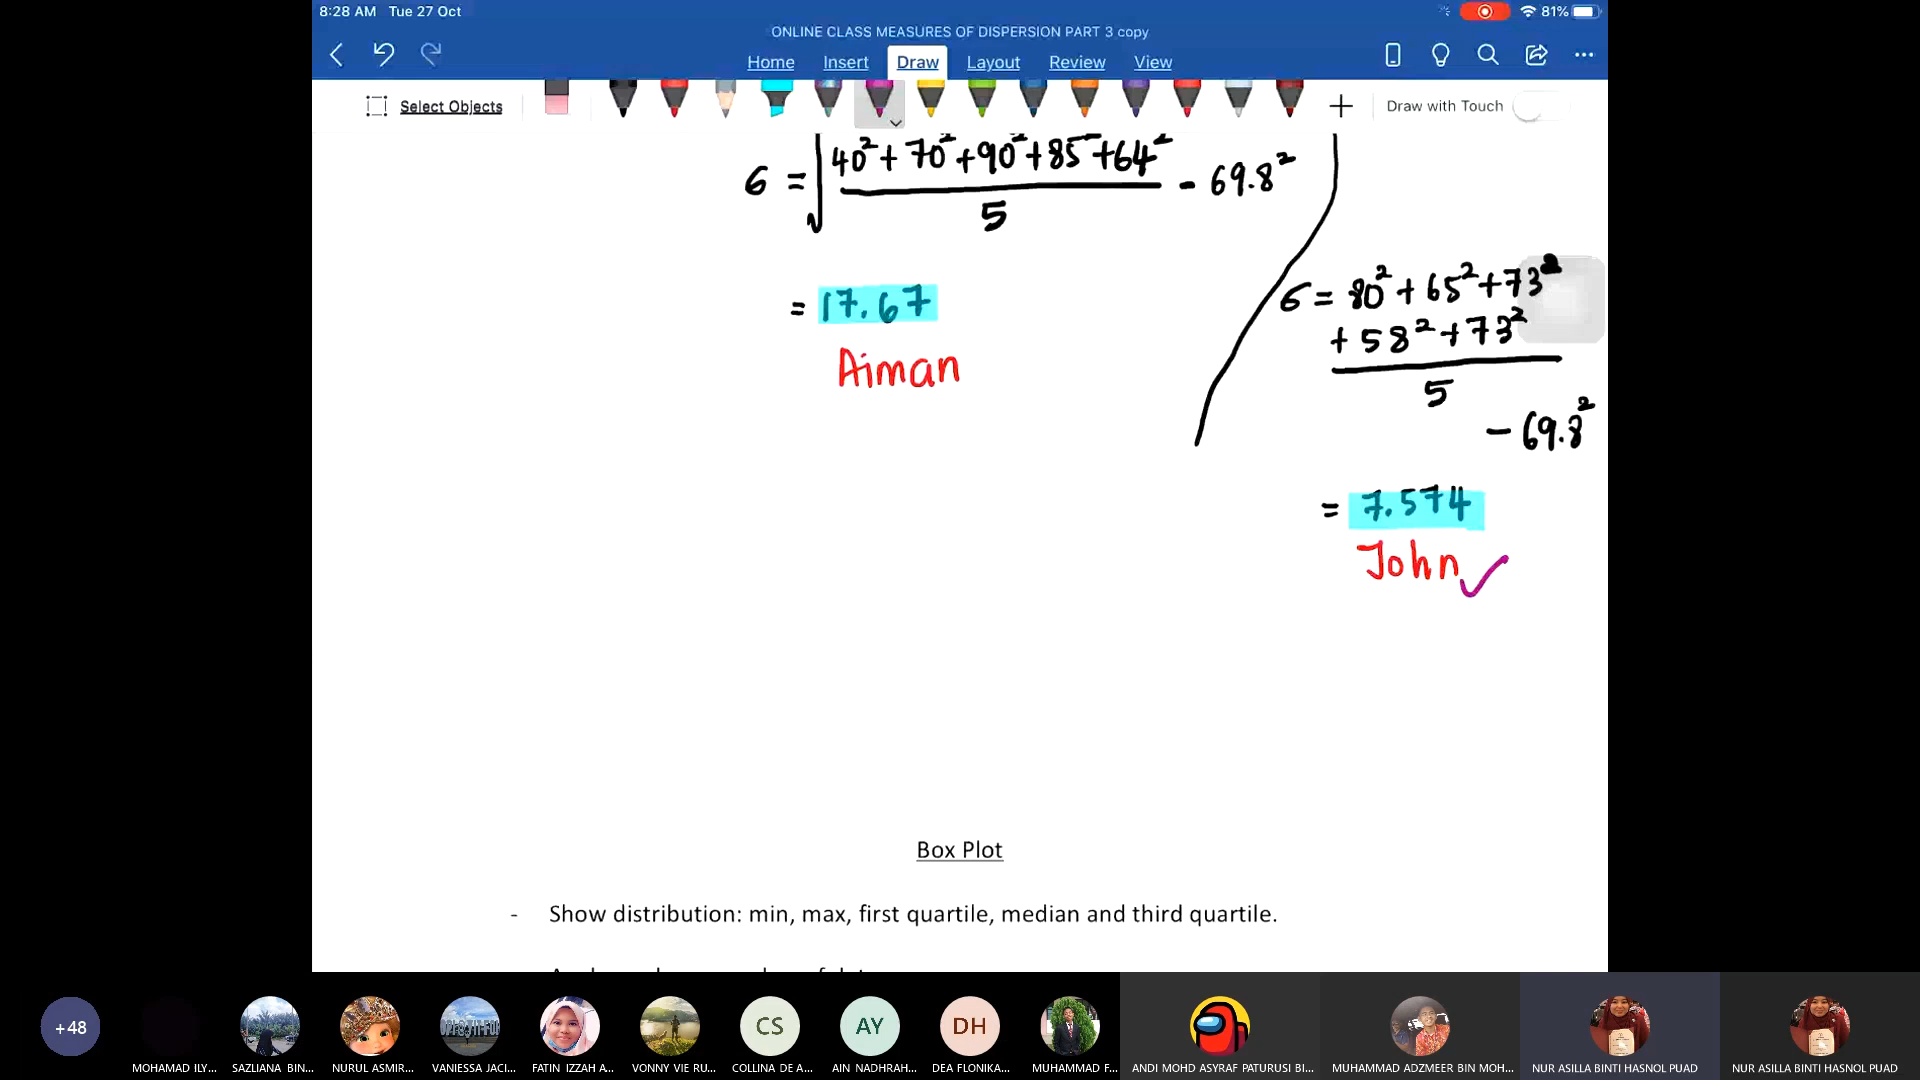 8:28 AM Tue 27 Oct
81%
ONLINE CLASS MEASURES OF DISPERSION PART 3 copy
Home Insert Draw Layout Review View
Select Objects
Draw with Touch
6 = √(40² + 70² + 90² + 85² + 64²)/5 - 69.8²
= 17.67
Aiman
6 = 80² + 65² + 73²
+ 58² + 73²
5
- 69.8²
= 7.574
John ✓
Box Plot
- Show distribution: min, max, first quartile, median and third quartile.
+48
CS
AY
DH
MOHAMAD ILY...
SAZLIANA BIN...
NURUL ASMIR...
VANIESSA JACI...
FATIN IZZAH A...
VONNY VIE RU...
COLLINA DE A...
AIN NADHRAH...
DEA FLONIKA...
MUHAMMAD F...
ANDI MOHD ASYRAF PATURUSI BI...
MUHAMMAD ADZMEER BIN MOH...
NUR ASILLA BINTI HASNOL PUAD
NUR ASILLA BINTI HASNOL PUAD